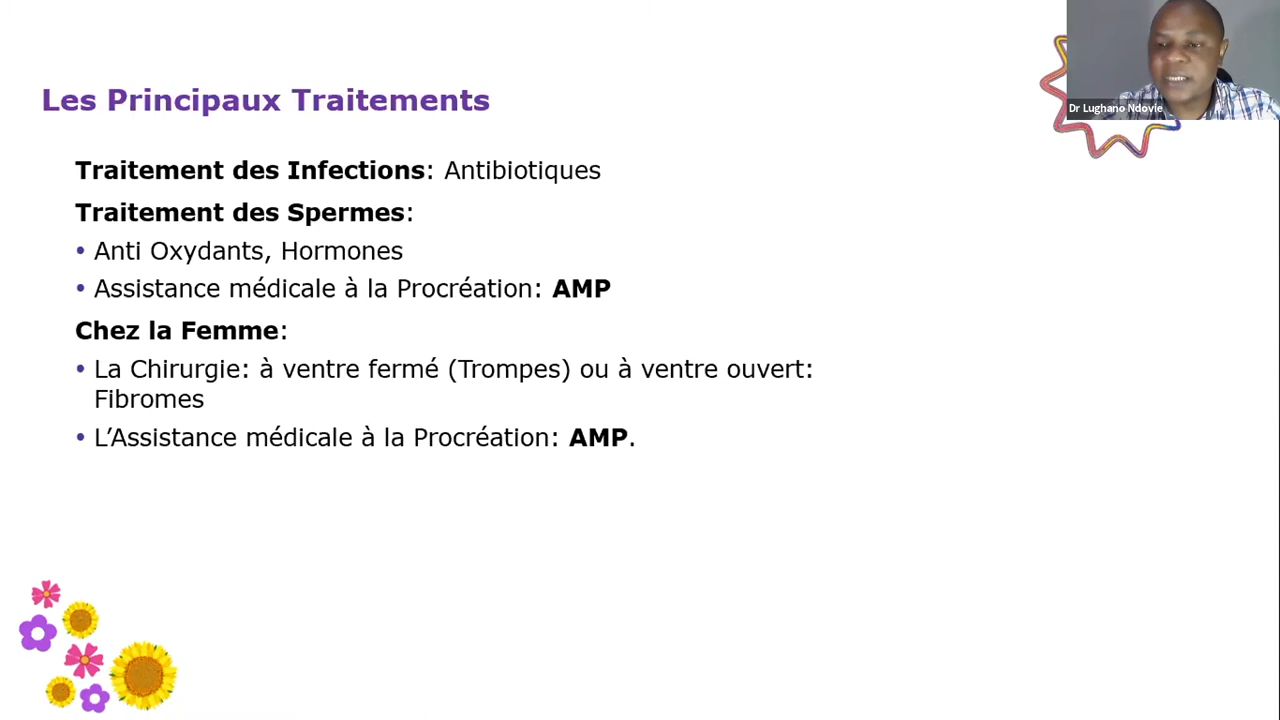 Les Principaux Traitements
Dr Lughano Ndovie
Traitement des Infections: Antibiotiques
Traitement des Spermes:
• Anti Oxydants, Hormones
• Assistance médicale à la Procréation: AMP
Chez la Femme:
• La Chirurgie: à ventre fermé (Trompes) ou à ventre ouvert:
Fibromes
• L’Assistance médicale à la Procréation: AMP.